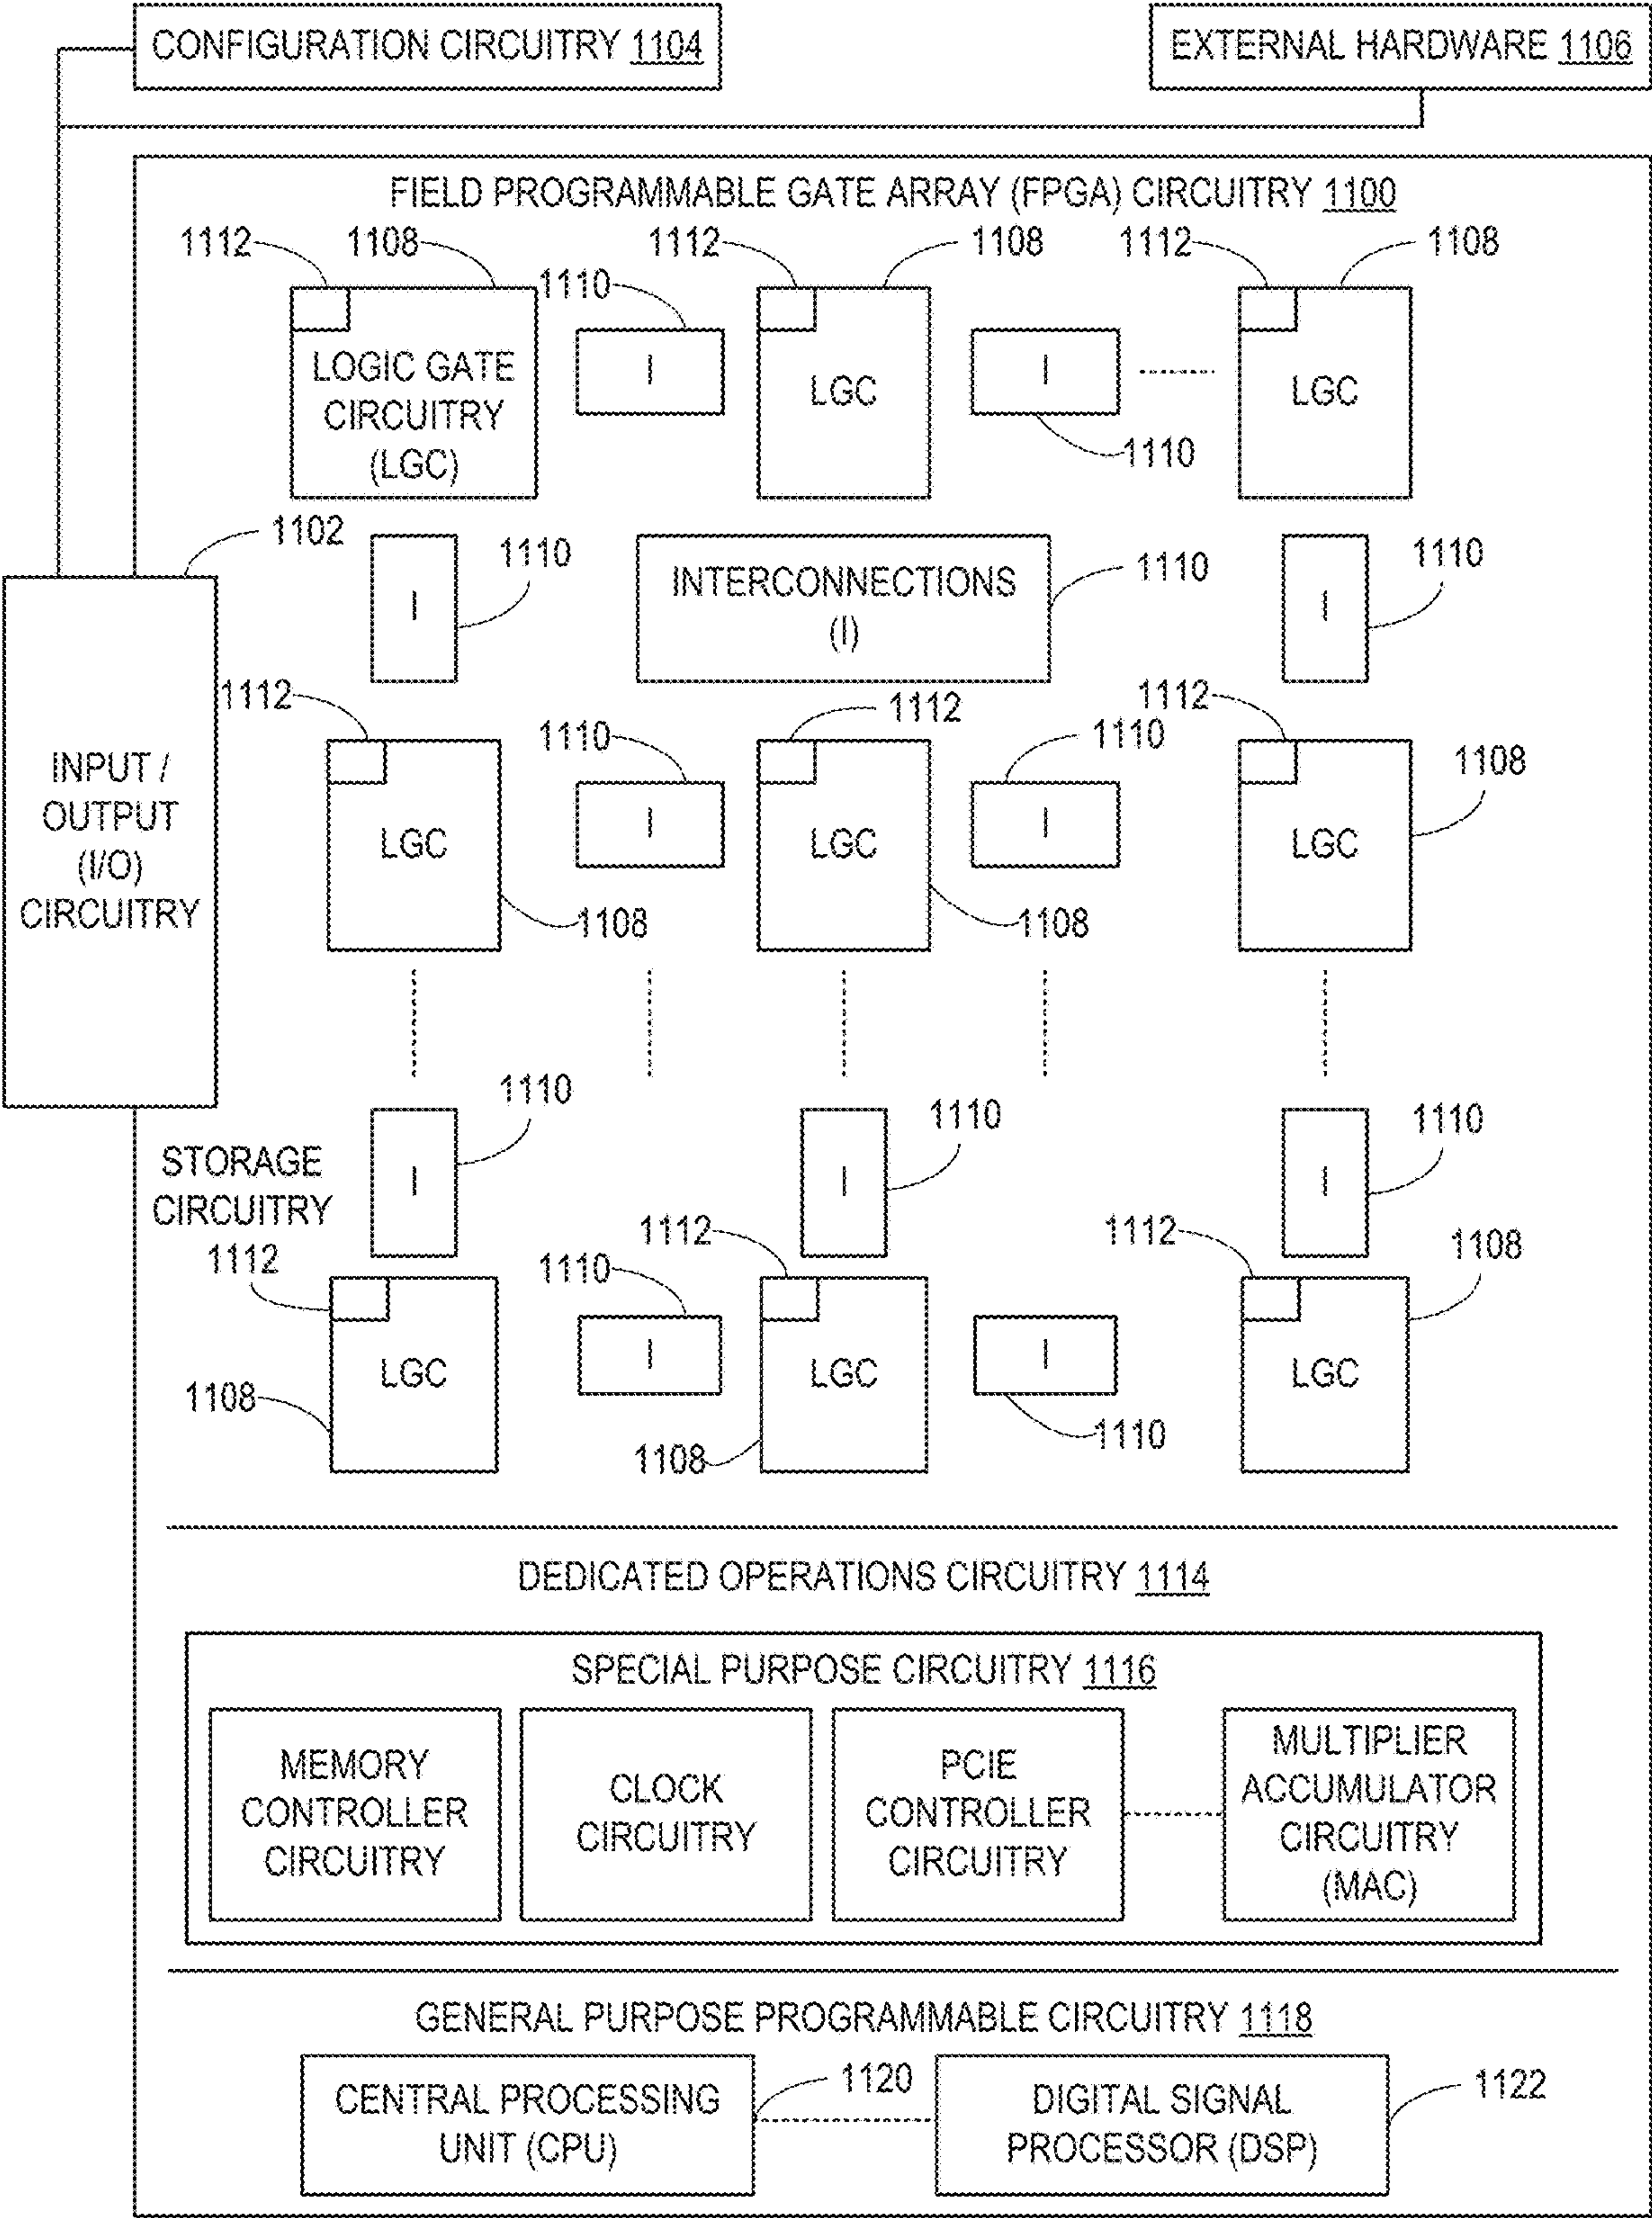 CONFIGURATION CIRCUITRY 1104
EXTERNAL HARDWARE 1106
FIELD PROGRAMMABLE GATE ARRAY (FPGA) CIRCUITRY 1100
1112
1108
1112
1108
1112
1108
1110
LOGIC GATE
CIRCUITRY
(LGC)
I
LGC
I
LGC
1110
1102
1110
INTERCONNECTIONS
(I)
1110
1110
I
I
1112
1112
1112
1110
1110
1108
INPUT /
OUTPUT
(I/O)
CIRCUITRY
LGC
I
LGC
I
LGC
1108
1108
1110
1110
1110
STORAGE
CIRCUITRY
I
I
I
1112
1112
1112
1108
1110
LGC
I
LGC
I
LGC
1108
1108
1110
DEDICATED OPERATIONS CIRCUITRY 1114
SPECIAL PURPOSE CIRCUITRY 1116
MEMORY
CONTROLLER
CIRCUITRY
CLOCK
CIRCUITRY
PCIE
CONTROLLER
CIRCUITRY
MULTIPLIER
ACCUMULATOR
CIRCUITRY
(MAC)
GENERAL PURPOSE PROGRAMMABLE CIRCUITRY 1118
CENTRAL PROCESSING
UNIT (CPU)
1120
DIGITAL SIGNAL
PROCESSOR (DSP)
1122